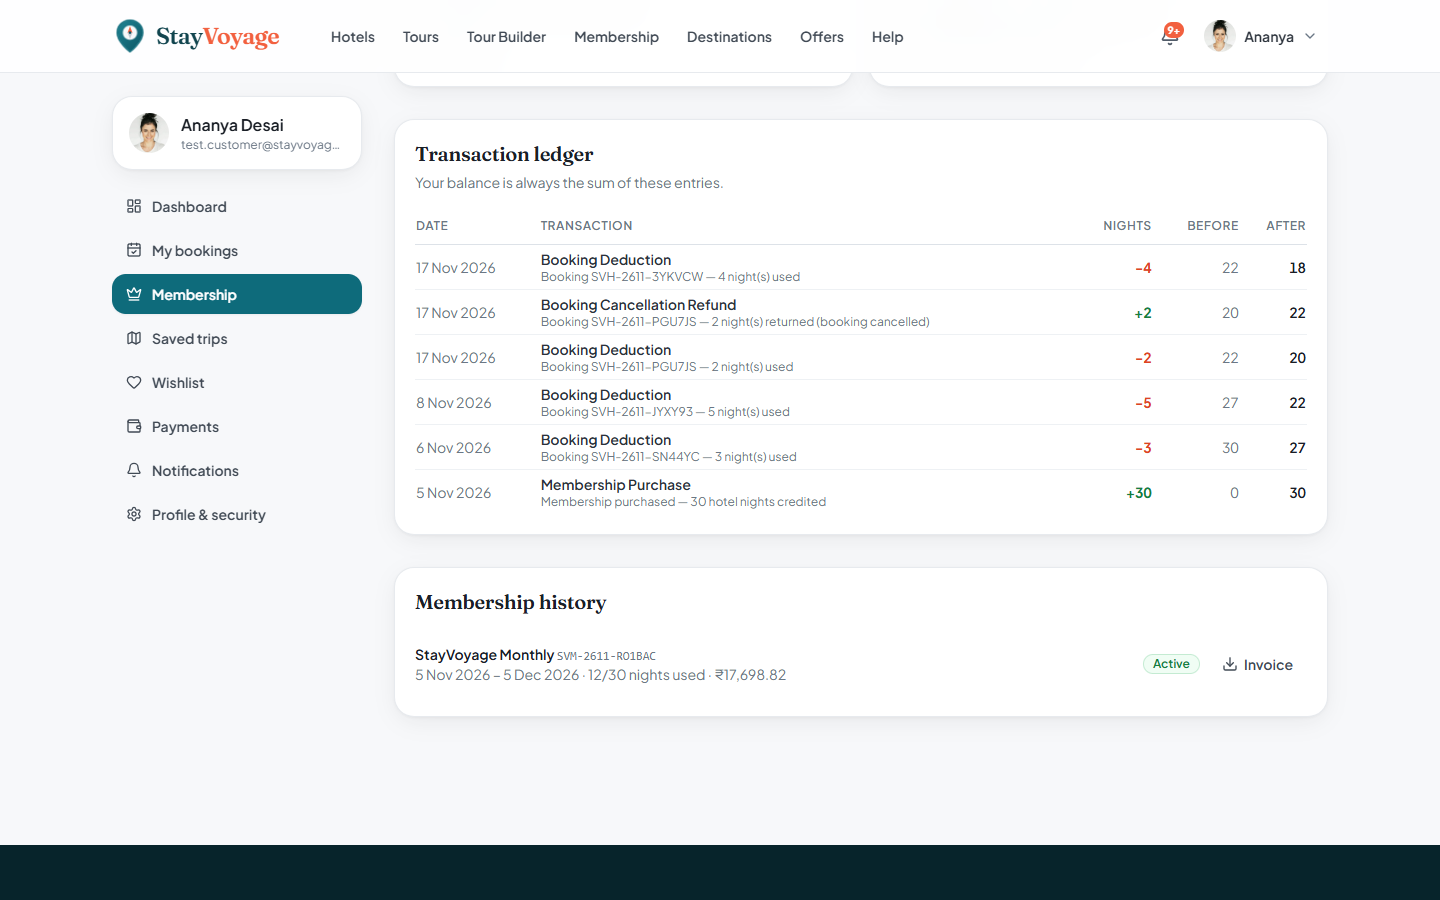 StayVoyage
Hotels Tours Tour Builder Membership Destinations Offers Help
9+
Ananya
Ananya Desai
test.customer@stayvoyag...
Dashboard
My bookings
Membership
Saved trips
Wishlist
Payments
Notifications
Profile & security
Transaction ledger
Your balance is always the sum of these entries.
DATE TRANSACTION NIGHTS BEFORE AFTER
17 Nov 2026 Booking Deduction -4 22 18
Booking SVH-2611-3YKVCW — 4 night(s) used
17 Nov 2026 Booking Cancellation Refund +2 20 22
Booking SVH-2611-PGU7JS — 2 night(s) returned (booking cancelled)
17 Nov 2026 Booking Deduction -2 22 20
Booking SVH-2611-PGU7JS — 2 night(s) used
8 Nov 2026 Booking Deduction -5 27 22
Booking SVH-2611-JYXY93 — 5 night(s) used
6 Nov 2026 Booking Deduction -3 30 27
Booking SVH-2611-SN44YC — 3 night(s) used
5 Nov 2026 Membership Purchase +30 0 30
Membership purchased — 30 hotel nights credited
Membership history
StayVoyage Monthly SVM-2611-RO1BAC
5 Nov 2026 – 5 Dec 2026 · 12/30 nights used · ₹17,698.82
Active
Invoice